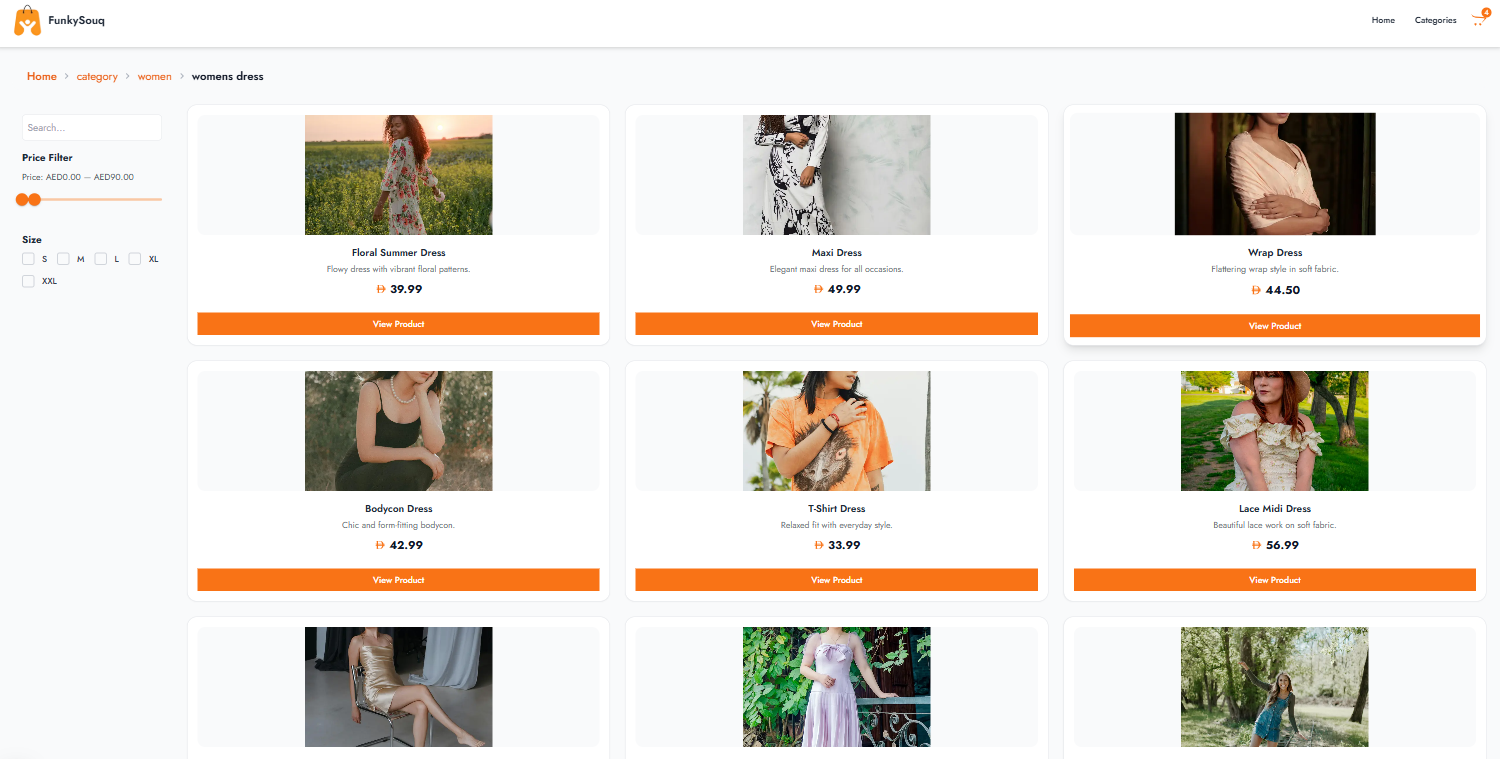 FunkySouq
Home Categories 4
Home > category > women > womens dress
Search...
Price Filter
Price: AED0.00 — AED90.00
Size
S M L XL
XXL
Floral Summer Dress
Flowy dress with vibrant floral patterns.
39.99
View Product
Maxi Dress
Elegant maxi dress for all occasions.
49.99
View Product
Wrap Dress
Flattering wrap style in soft fabric.
44.50
View Product
Bodycon Dress
Chic and form-fitting bodycon.
42.99
View Product
T-Shirt Dress
Relaxed fit with everyday style.
33.99
View Product
Lace Midi Dress
Beautiful lace work on soft fabric.
56.99
View Product